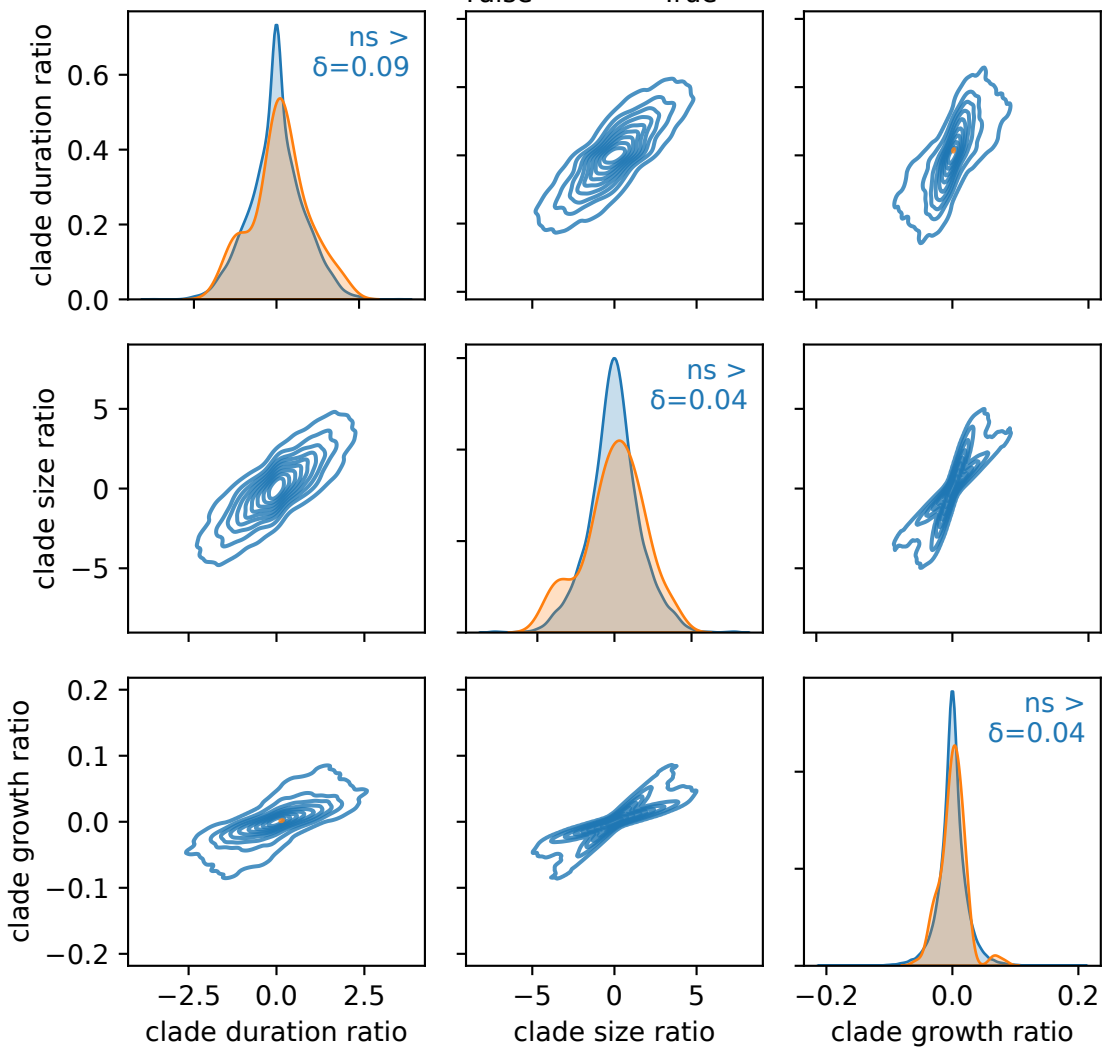 False True
clade duration ratio
0.6
0.4
0.2
0.0
ns >
δ=0.09
clade size ratio
5
0
−5
ns >
δ=0.04
clade growth ratio
0.2
0.1
0.0
−0.1
−0.2
ns >
δ=0.04
−2.5 0.0 2.5
−5 0 5
−0.2 0.0 0.2
clade duration ratio
clade size ratio
clade growth ratio